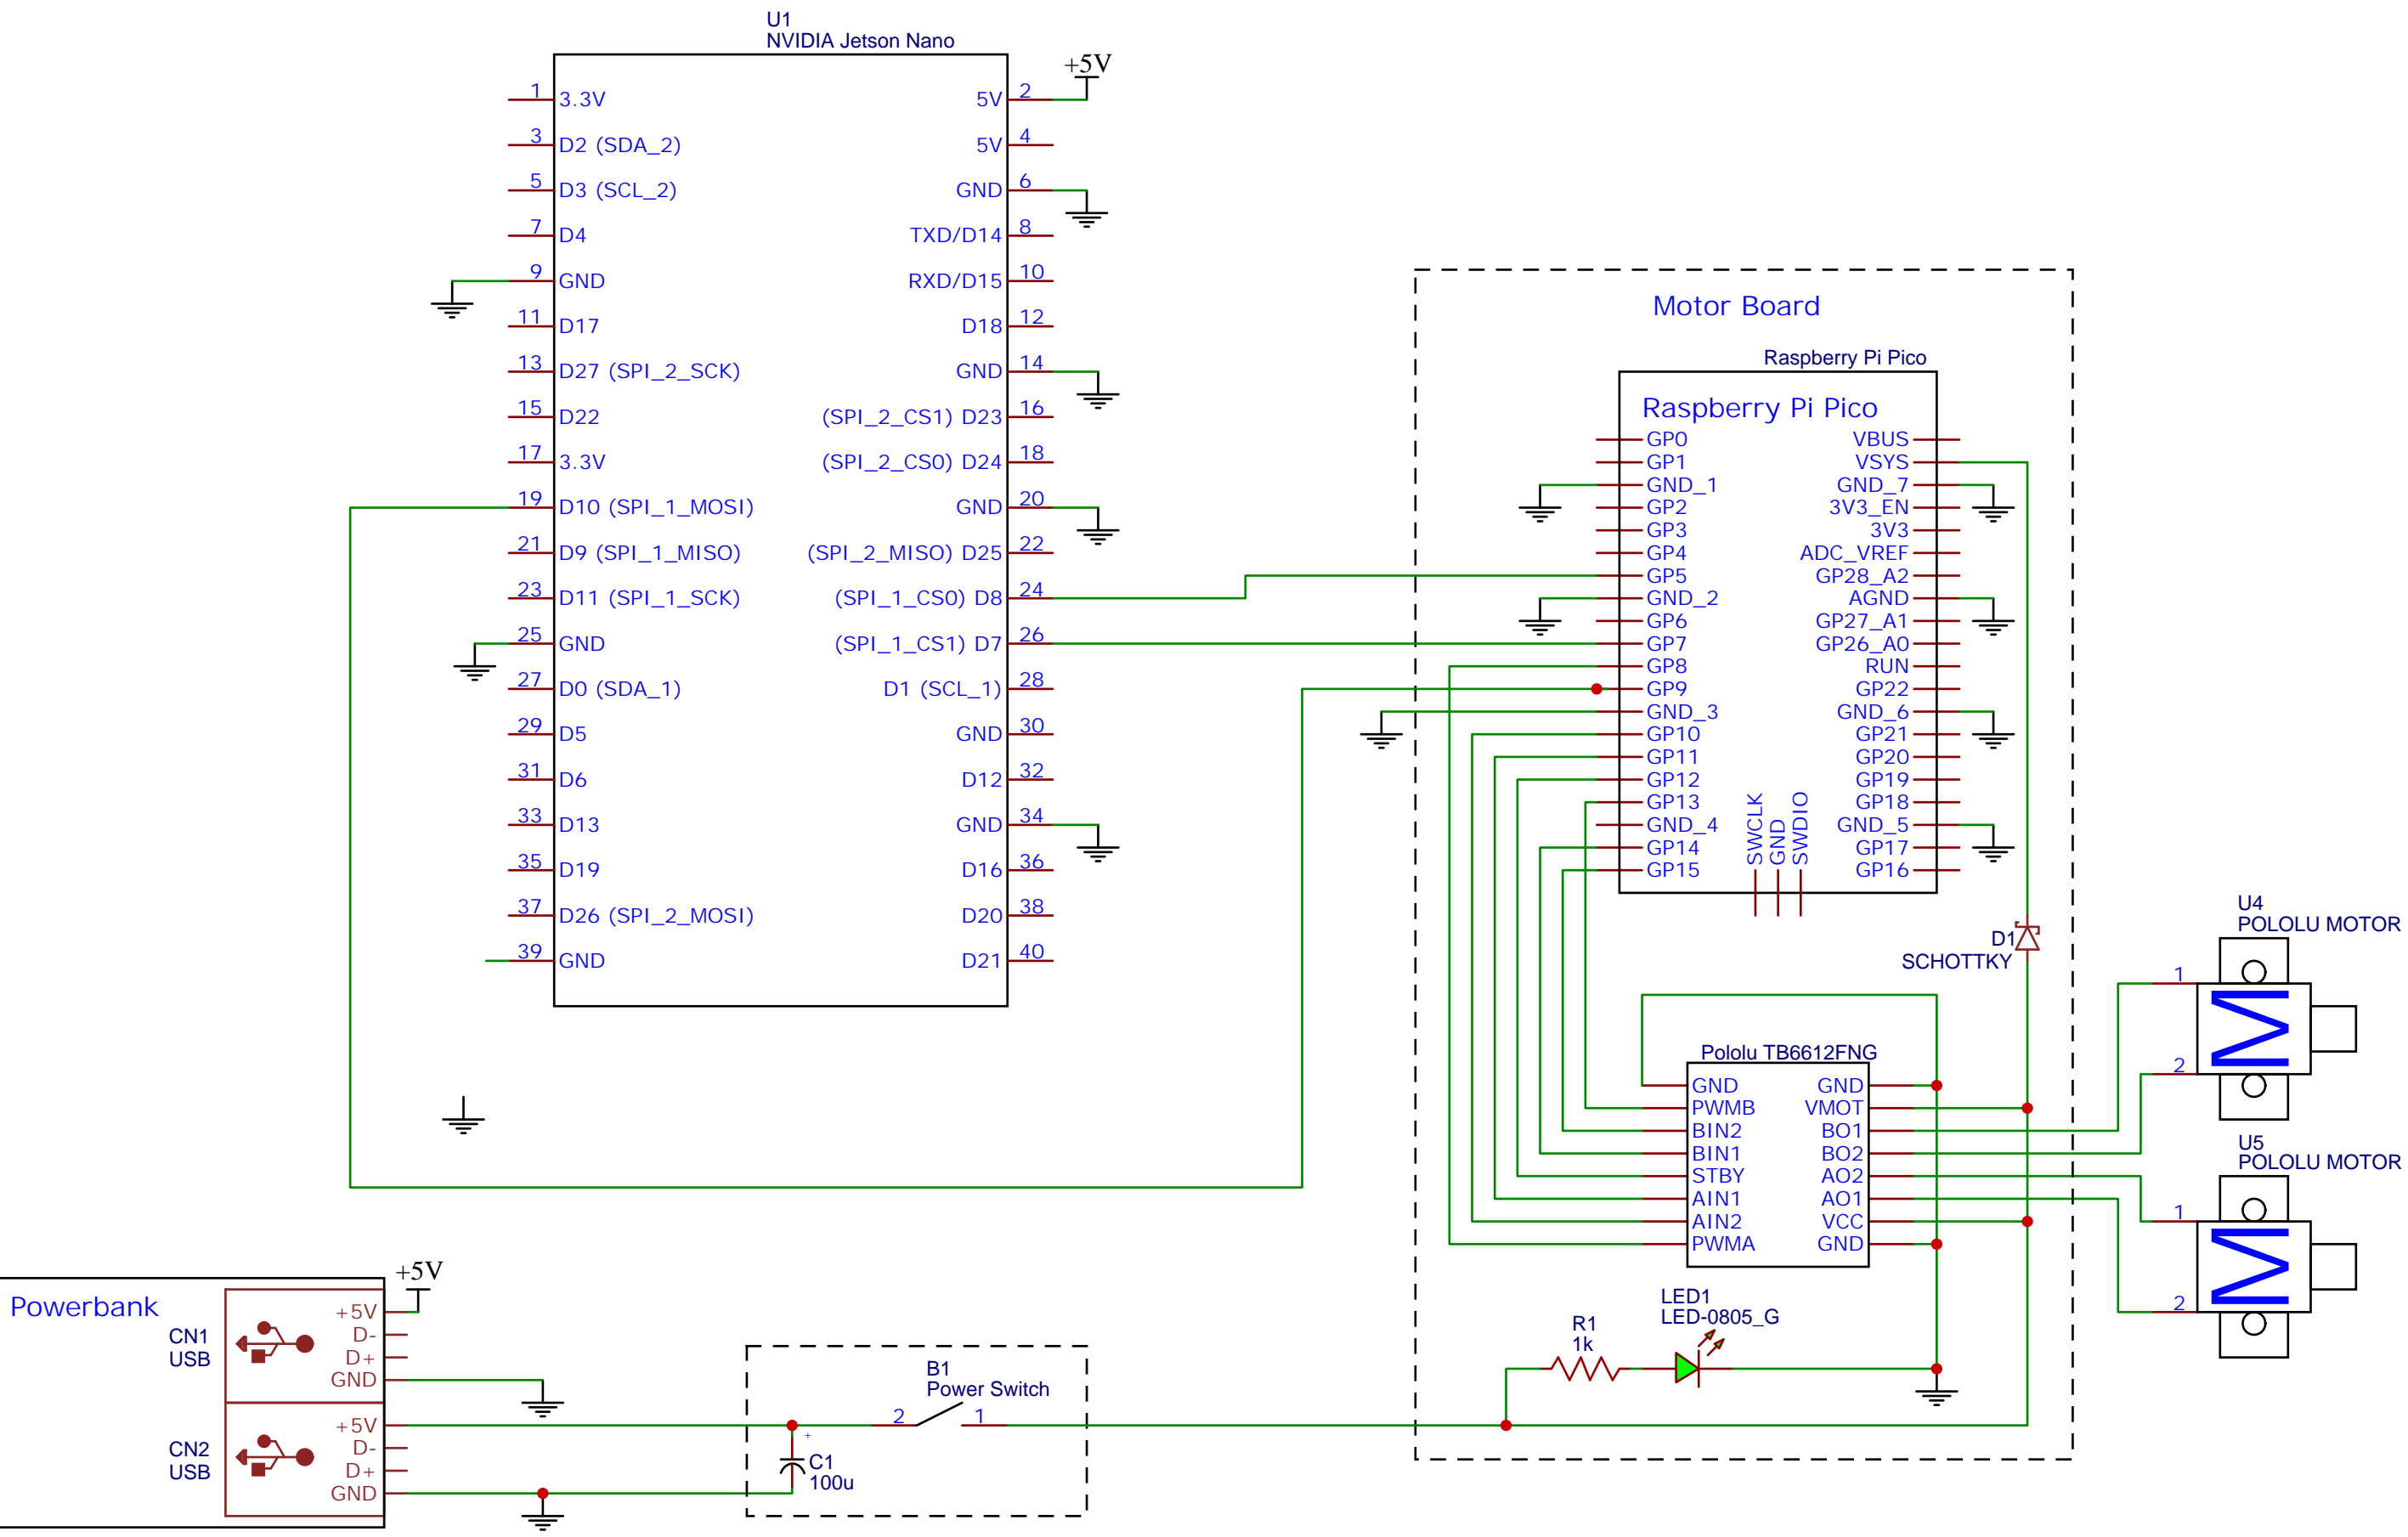 U1
NVIDIA Jetson Nano
+5V
1 3.3V 5V 2
3 D2 (SDA_2) 5V 4
5 D3 (SCL_2) GND 6
7 D4 TXD/D14 8
9 GND RXD/D15 10
11 D17 D18 12
13 D27 (SPI_2_SCK) GND 14
15 D22 (SPI_2_CS1) D23 16
17 3.3V (SPI_2_CS0) D24 18
19 D10 (SPI_1_MOSI) GND 20
21 D9 (SPI_1_MISO) (SPI_2_MISO) D25 22
23 D11 (SPI_1_SCK) (SPI_1_CS0) D8 24
25 GND (SPI_1_CS1) D7 26
27 D0 (SDA_1) D1 (SCL_1) 28
29 D5 GND 30
31 D6 D12 32
33 D13 GND 34
35 D19 D16 36
37 D26 (SPI_2_MOSI) D20 38
39 GND D21 40
Motor Board
Raspberry Pi Pico
Raspberry Pi Pico
GP0 VBUS
GP1 VSYS
GND_1 GND_7
GP2 3V3_EN
GP3 3V3
GP4 ADC_VREF
GP5 GP28_A2
GND_2 AGND
GP6 GP27_A1
GP7 GP26_A0
GP8 RUN
GP9 GP22
GND_3 GND_6
GP10 GP21
GP11 GP20
GP12 GP19
GP13 GP18
GND_4 GND_5
GP14 GP17
GP15 GP16
SWCLK
GND
SWDIO
D1
SCHOTTKY
Pololu TB6612FNG
GND GND
PWMB VMOT
BIN2 BO1
BIN1 BO2
STBY AO2
AIN1 AO1
AIN2 VCC
PWMA GND
U4
POLOLU MOTOR
1
M
2
U5
POLOLU MOTOR
1
M
2
LED1
LED-0805_G
R1
1k
+5V
Powerbank
CN1
USB
+5V
D-
D+
GND
CN2
USB
+5V
D-
D+
GND
B1
Power Switch
2 1
+
C1
100u